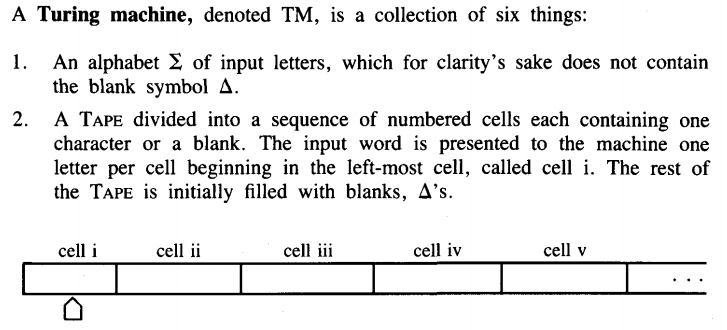 A Turing machine, denoted TM, is a collection of six things:
1. An alphabet Σ of input letters, which for clarity's sake does not contain
the blank symbol Δ.
2. A TAPE divided into a sequence of numbered cells each containing one
character or a blank. The input word is presented to the machine one
letter per cell beginning in the left-most cell, called cell i. The rest of
the TAPE is initially filled with blanks, Δ's.
cell i cell ii cell iii cell iv cell v
. . .